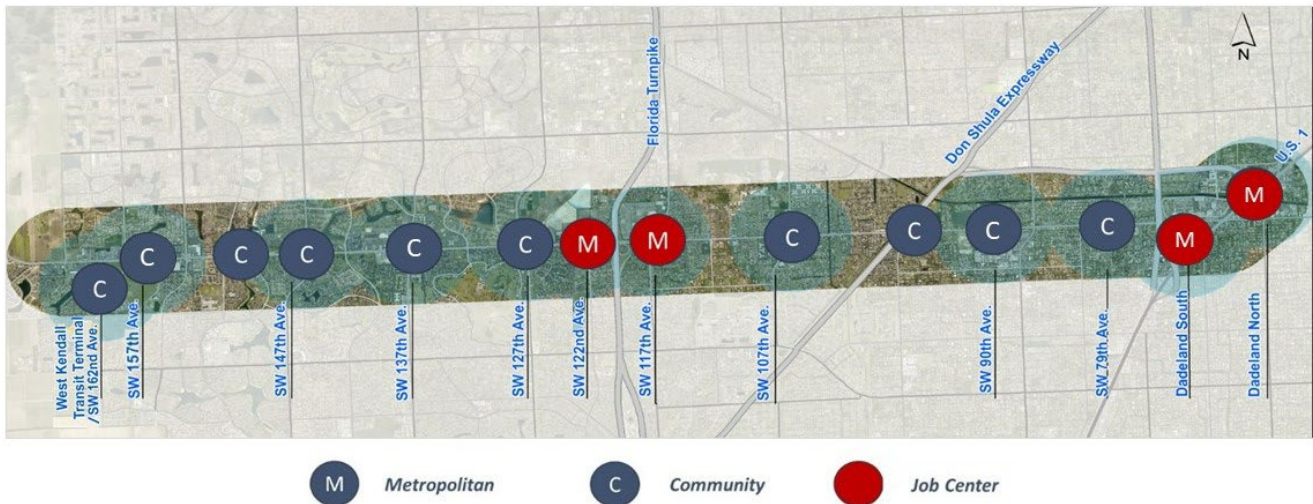 Florida Turnpike
Don Shula Expressway
U.S. 1
N
C
C
C
C
C
C
M
M
C
C
C
C
M
M
West Kendall
Transit Terminal
/SW 162nd Ave.
SW 157th Ave.
SW 147th Ave.
SW 137th Ave.
SW 127th Ave.
SW 122nd Ave.
SW 117th Ave.
SW 107th Ave.
SW 90th Ave.
SW 79th Ave.
Dadeland South
Dadeland North
M Metropolitan
C Community
Job Center